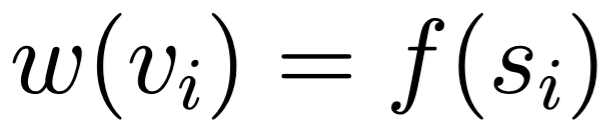 w(v_i) = f(s_i)